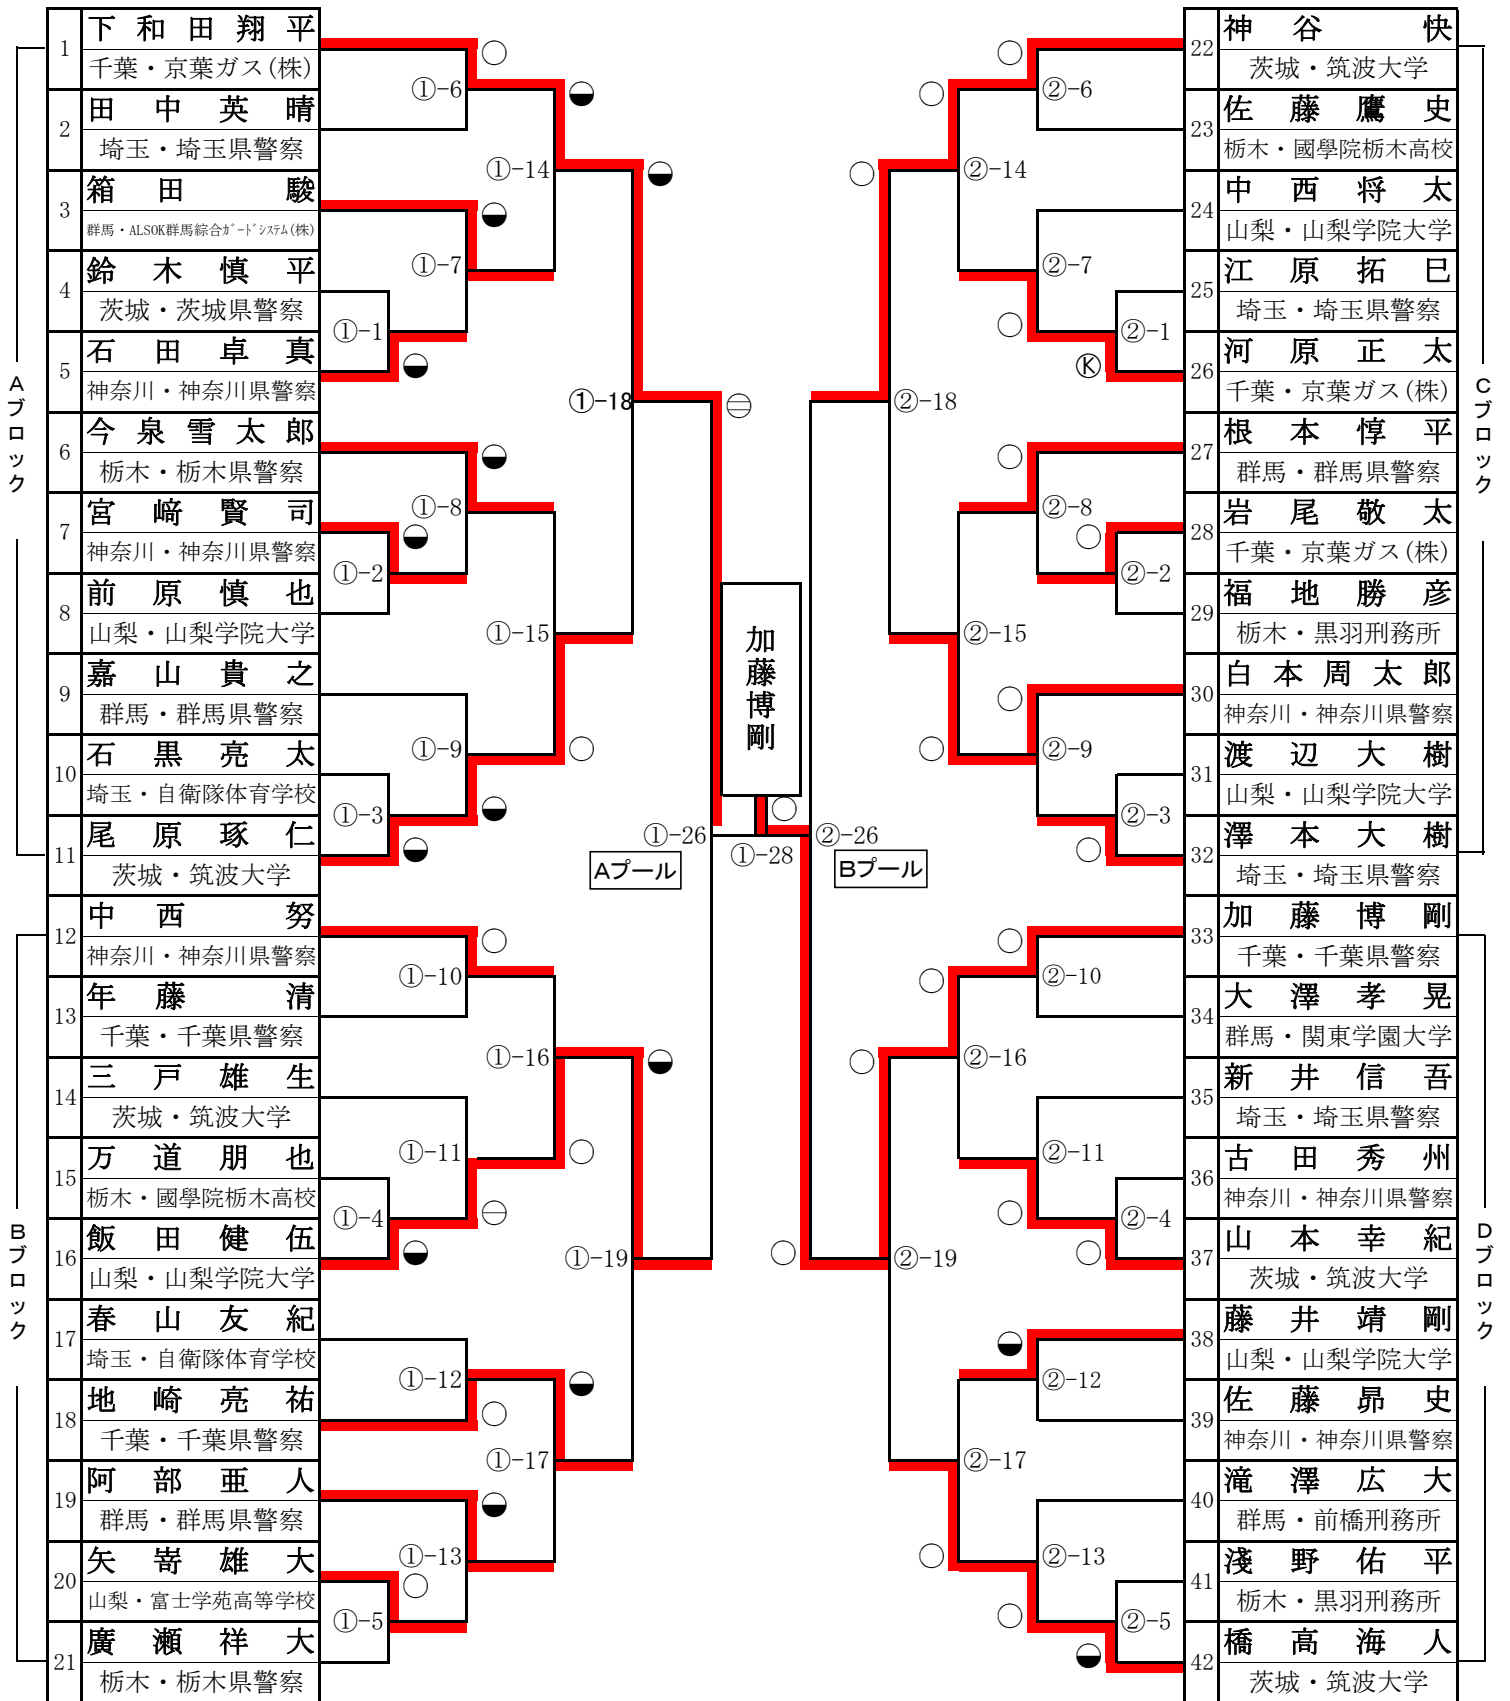 Aブロック
Bブロック
1
下和田翔平
千葉・京葉ガス(株)
2
田中英晴
埼玉・埼玉県警察
3
箱田駿
群馬・ALSOK群馬綜合ｶﾞｰﾄﾞｼｽﾃﾑ(株)
4
鈴木慎平
茨城・茨城県警察
5
石田卓真
神奈川・神奈川県警察
6
今泉雪太郎
栃木・栃木県警察
7
宮﨑賢司
神奈川・神奈川県警察
8
前原慎也
山梨・山梨学院大学
9
嘉山貴之
群馬・群馬県警察
10
石黒亮太
埼玉・自衛隊体育学校
11
尾原琢仁
茨城・筑波大学
12
中西努
神奈川・神奈川県警察
13
年藤清
千葉・千葉県警察
14
三戸雄生
茨城・筑波大学
15
万道朋也
栃木・國學院栃木高校
16
飯田健伍
山梨・山梨学院大学
17
春山友紀
埼玉・自衛隊体育学校
18
地崎亮祐
千葉・千葉県警察
19
阿部亜人
群馬・群馬県警察
20
矢嵜雄大
山梨・富士学苑高等学校
21
廣瀬祥大
栃木・栃木県警察
①-6
①-14
①-7
①-1
①-18
①-8
①-2
①-15
①-9
①-3
①-26
Aプール
①-10
①-16
①-11
①-4
①-19
①-12
①-17
①-13
①-5
加藤博剛
①-28
②-6
②-14
②-7
②-1
Ⓚ
②-18
②-8
②-2
②-15
②-9
②-3
②-26
Bプール
②-10
②-16
②-11
②-4
②-19
②-12
②-17
②-13
②-5
22
神谷快
茨城・筑波大学
23
佐藤鷹史
栃木・國學院栃木高校
24
中西将太
山梨・山梨学院大学
25
江原拓巳
埼玉・埼玉県警察
26
河原正太
千葉・京葉ガス(株)
27
根本惇平
群馬・群馬県警察
28
岩尾敬太
千葉・京葉ガス(株)
29
福地勝彦
栃木・黒羽刑務所
30
白本周太郎
神奈川・神奈川県警察
31
渡辺大樹
山梨・山梨学院大学
32
澤本大樹
埼玉・埼玉県警察
33
加藤博剛
千葉・千葉県警察
34
大澤孝晃
群馬・関東学園大学
35
新井信吾
埼玉・埼玉県警察
36
古田秀州
神奈川・神奈川県警察
37
山本幸紀
茨城・筑波大学
38
藤井靖剛
山梨・山梨学院大学
39
佐藤昴史
神奈川・神奈川県警察
40
滝澤広大
群馬・前橋刑務所
41
淺野佑平
栃木・黒羽刑務所
42
橋高海人
茨城・筑波大学
Cブロック
Dブロック